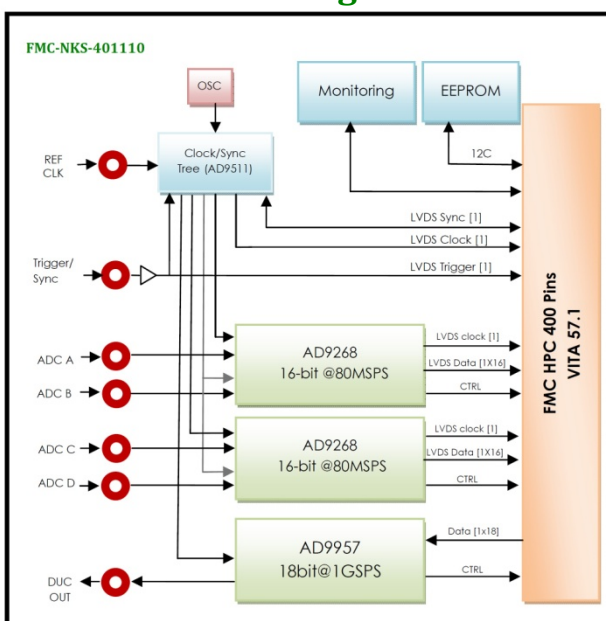 FMC-NKS-401110
OSC
Monitoring
EEPROM
Clock/Sync
Tree (AD9511)
REF
CLK
12C
LVDS Sync [1]
LVDS Clock [1]
Trigger/
Sync
LVDS Trigger [1]
FMC HPC 400 Pins
VITA 57.1
ADC A
ADC B
AD9268
16-bit @80MSPS
LVDS clock [1]
LVDS Data [1X16]
CTRL
ADC C
ADC D
AD9268
16-bit @80MSPS
LVDS clock [1]
LVDS Data [1X16]
CTRL
AD9957
18bit@1GSPS
Data [1x18]
CTRL
DUC
OUT